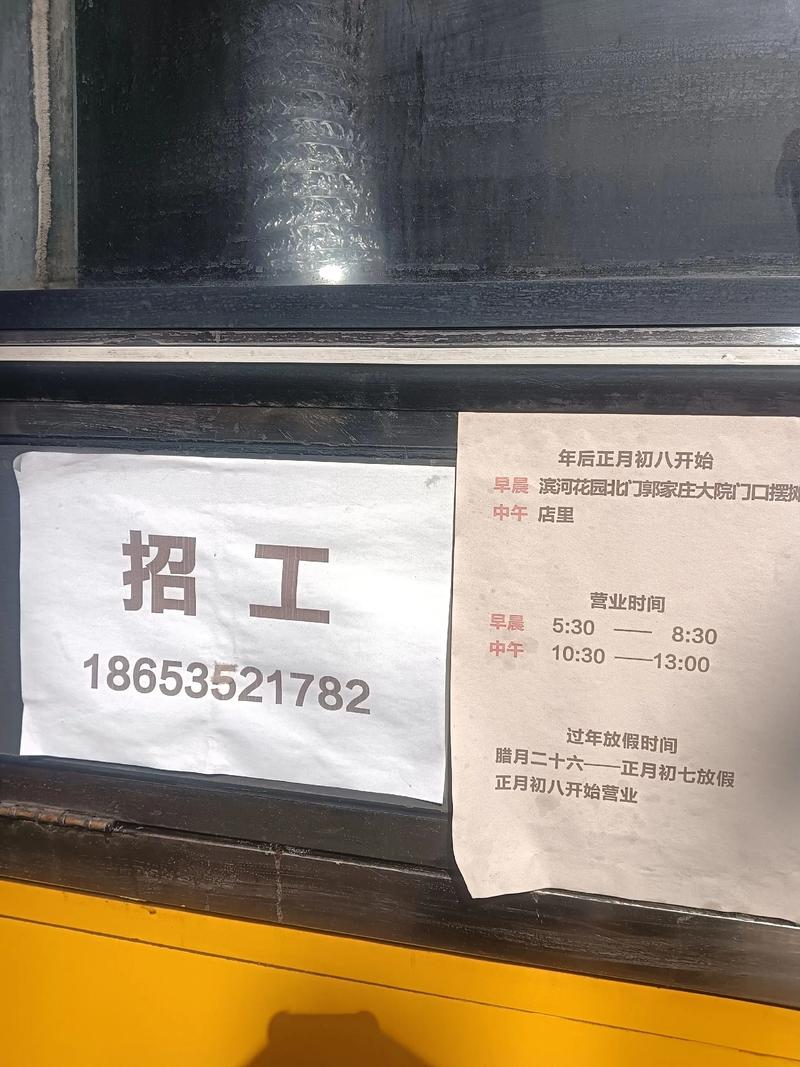 招 工
18653521782
年后正月初八开始
早晨 滨河花园北门郭家庄大院门口摆摊
中午 店里
营业时间
早晨 5:30 —— 8:30
中午 10:30 ——13:00
过年放假时间
腊月二十六——正月初七放假
正月初八开始营业